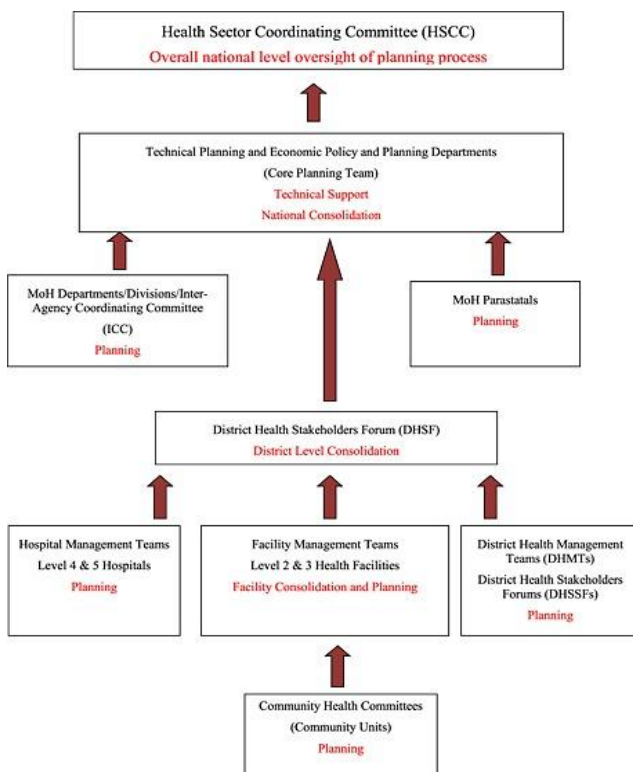 Health Sector Coordinating Committee (HSCC)
Overall national level oversight of planning process
Technical Planning and Economic Policy and Planning Departments
(Core Planning Team)
Technical Support
National Consolidation
MoH Departments/Divisions/Inter-
Agency Coordinating Committee
(ICC)
Planning
MoH Parastatals
Planning
District Health Stakeholders Forum (DHSF)
District Level Consolidation
Hospital Management Teams
Level 4 & 5 Hospitals
Planning
Facility Management Teams
Level 2 & 3 Health Facilities
Facility Consolidation and Planning
District Health Management
Teams (DHMTs)
District Health Stakeholders
Forums (DHSSFs)
Planning
Community Health Committees
(Community Units)
Planning